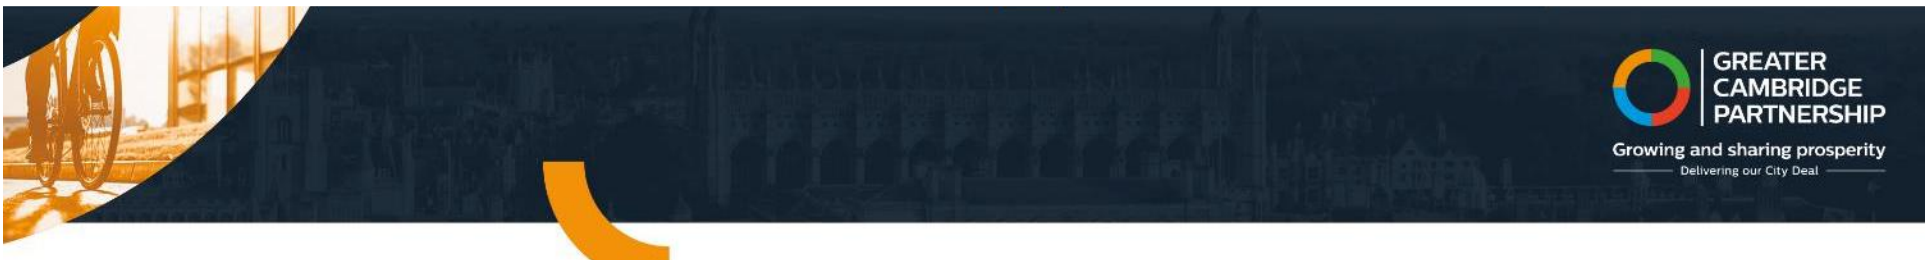 GREATER
CAMBRIDGE
PARTNERSHIP
Growing and sharing prosperity
Delivering our City Deal